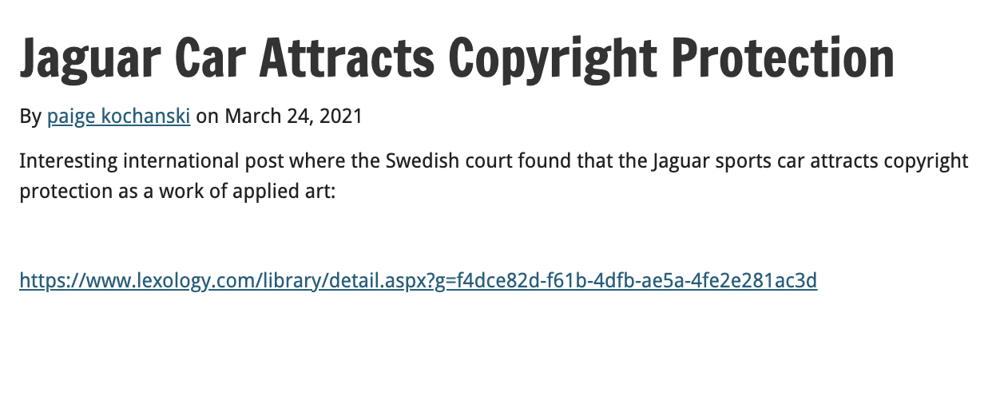 Jaguar Car Attracts Copyright Protection
By paige kochanski on March 24, 2021
Interesting international post where the Swedish court found that the Jaguar sports car attracts copyright
protection as a work of applied art:
https://www.lexology.com/library/detail.aspx?g=f4dce82d-f61b-4dfb-ae5a-4fe2e281ac3d